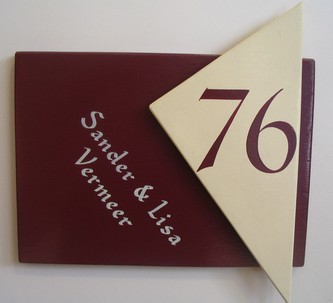 76
Sander & Lisa
Vermeer